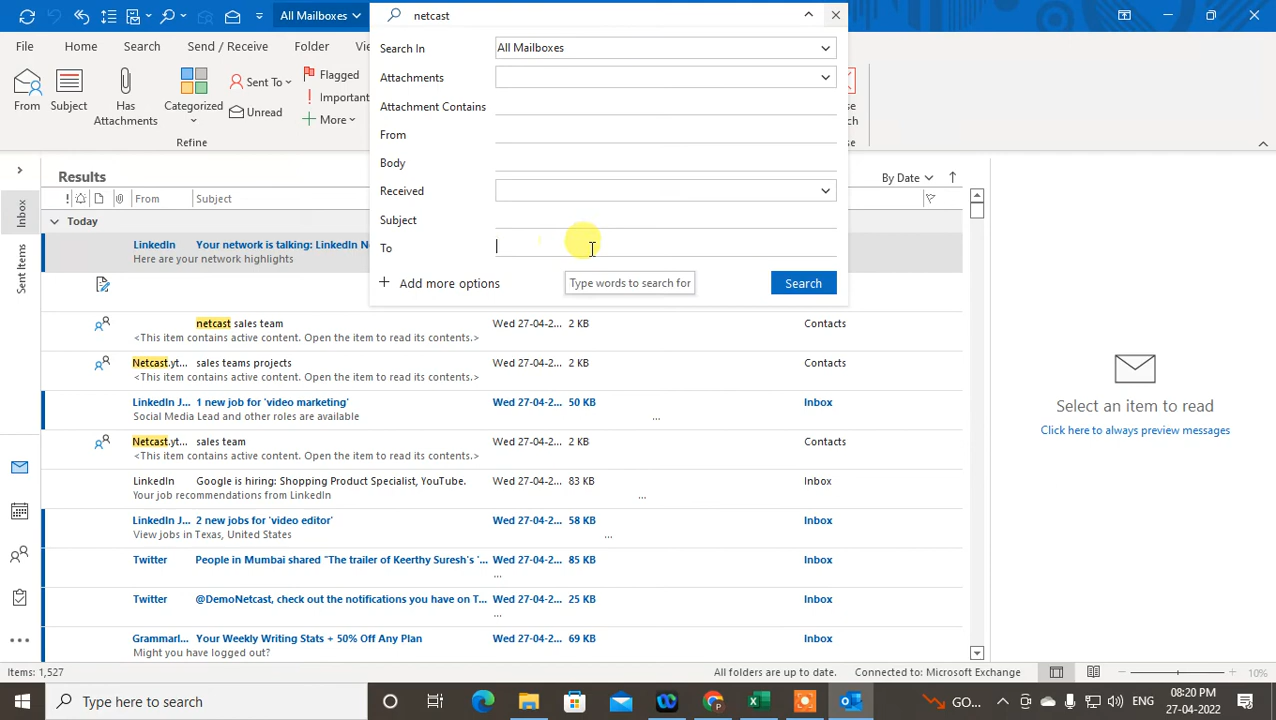 All Mailboxes
netcast
File Home Search Send / Receive Folder View
From Subject Has Attachments Categorized
Sent To
Unread
Flagged
Important
More
Refine
Search In All Mailboxes
Attachments
Attachment Contains
From
Body
Received
Subject
To
Add more options Type words to search for Search
Inbox
Sent Items
Results By Date
! From Subject
Today
LinkedIn Your network is talking: LinkedIn Ne
Here are your network highlights
netcast sales team Wed 27-04-2... 2 KB Contacts
<This item contains active content. Open the item to read its contents.>
Netcast.yt... sales teams projects Wed 27-04-2... 2 KB Contacts
<This item contains active content. Open the item to read its contents.>
LinkedIn J... 1 new job for 'video marketing' Wed 27-04-2... 50 KB Inbox
Social Media Lead and other roles are available ...
Netcast.yt... sales team Wed 27-04-2... 2 KB Contacts
<This item contains active content. Open the item to read its contents.>
LinkedIn Google is hiring: Shopping Product Specialist, YouTube. Wed 27-04-2... 83 KB Inbox
Your job recommendations from LinkedIn ...
LinkedIn J... 2 new jobs for 'video editor' Wed 27-04-2... 58 KB Inbox
View jobs in Texas, United States ...
Twitter People in Mumbai shared "The trailer of Keerthy Suresh's '... Wed 27-04-2... 85 KB Inbox
...
Twitter @DemoNetcast, check out the notifications you have on T... Wed 27-04-2... 25 KB Inbox
...
Grammarl... Your Weekly Writing Stats + 50% Off Any Plan Wed 27-04-2... 69 KB Inbox
Might you have logged out?
Select an item to read
Click here to always preview messages
Items: 1,527 All folders are up to date. Connected to: Microsoft Exchange 10%
Type here to search GO... ENG 08:20 PM
27-04-2022